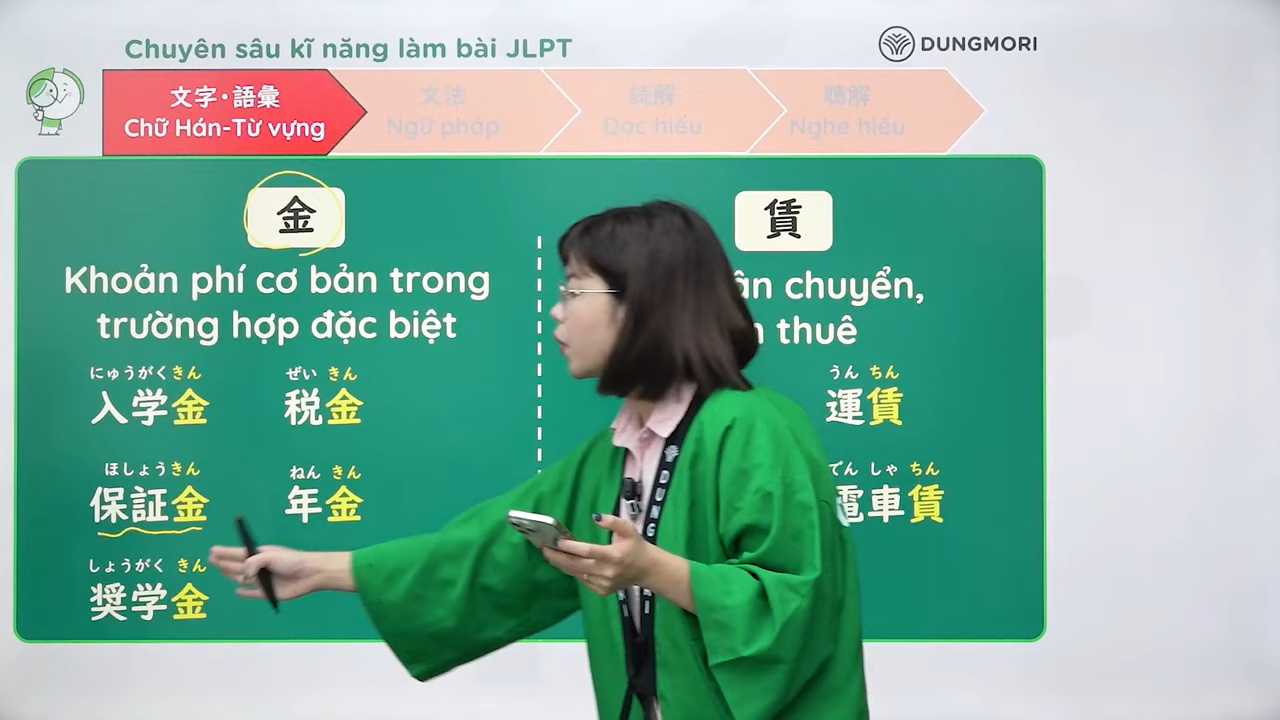 Chuyên sâu kĩ năng làm bài JLPT
DUNGMORI
文字・語彙
Chữ Hán-Từ vựng
文法
Ngữ pháp
読解
Đọc hiểu
聴解
Nghe hiểu
金
Khoản phí cơ bản trong
trường hợp đặc biệt
にゅうがくきん
入学金
ぜい きん
税金
ほしょうきん
保証金
ねん きん
年金
しょうがく きん
奨学金
賃
chuyển,
thuê
うん ちん
運賃
でん しゃ ちん
電車賃
DUNG